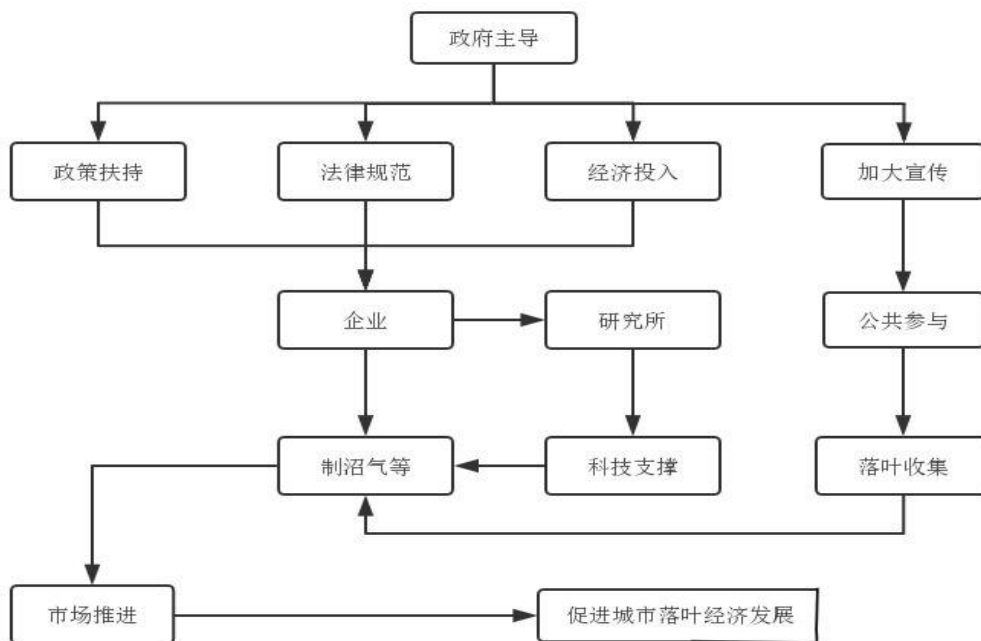 政府主导
政策扶持
法律规范
经济投入
加大宣传
企业
研究所
公共参与
制沼气等
科技支撑
落叶收集
市场推进
促进城市落叶经济发展